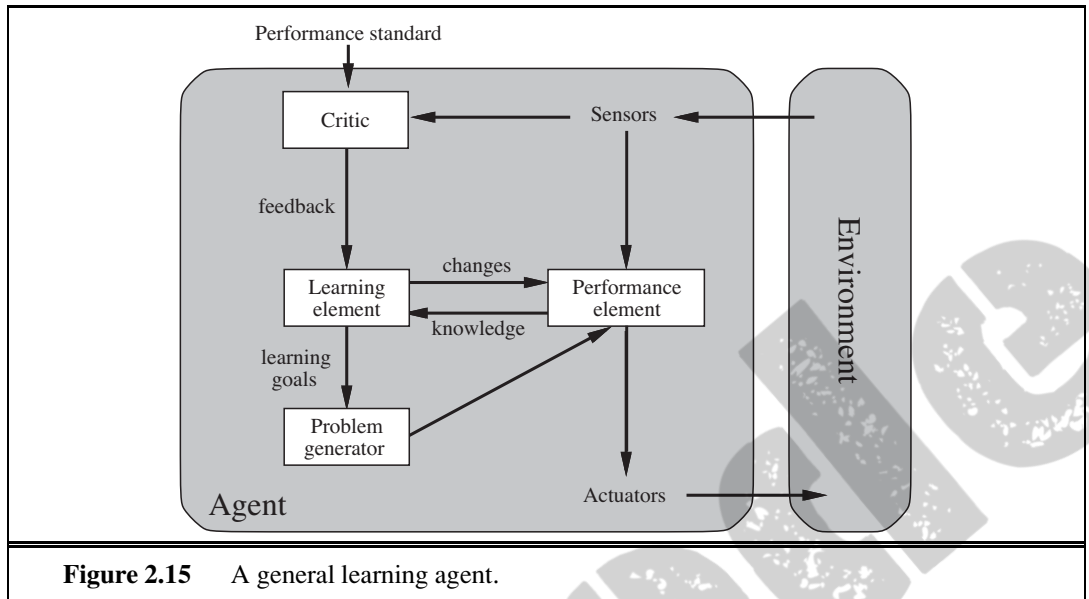 Performance standard
Critic
Sensors
feedback
changes
Learning
element
Performance
element
knowledge
learning
goals
Problem
generator
Environment
Agent
Actuators
Figure 2.15 A general learning agent.